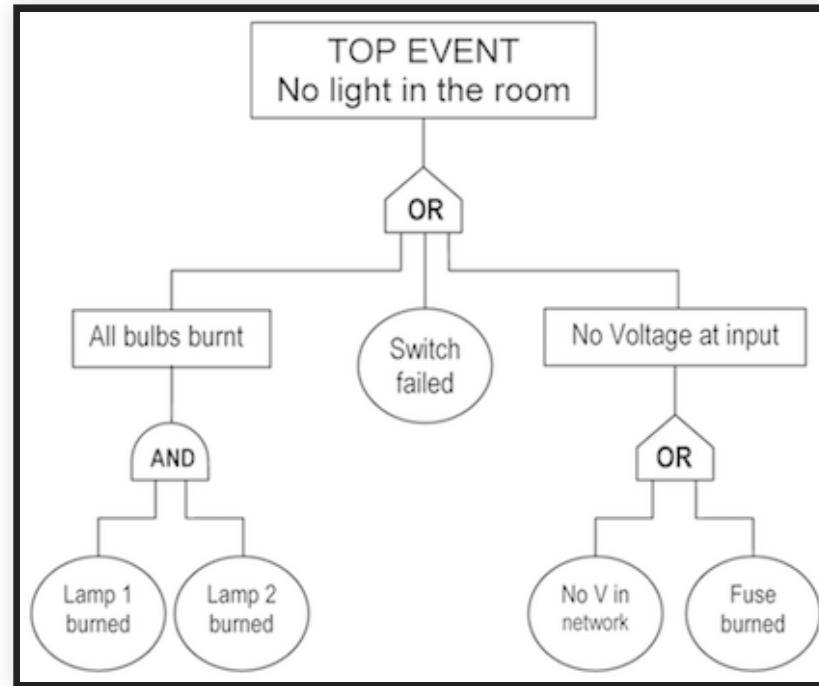 TOP EVENT
No light in the room
OR
All bulbs burnt
Switch
failed
No Voltage at input
AND
OR
Lamp 1
burned
Lamp 2
burned
No V in
network
Fuse
burned